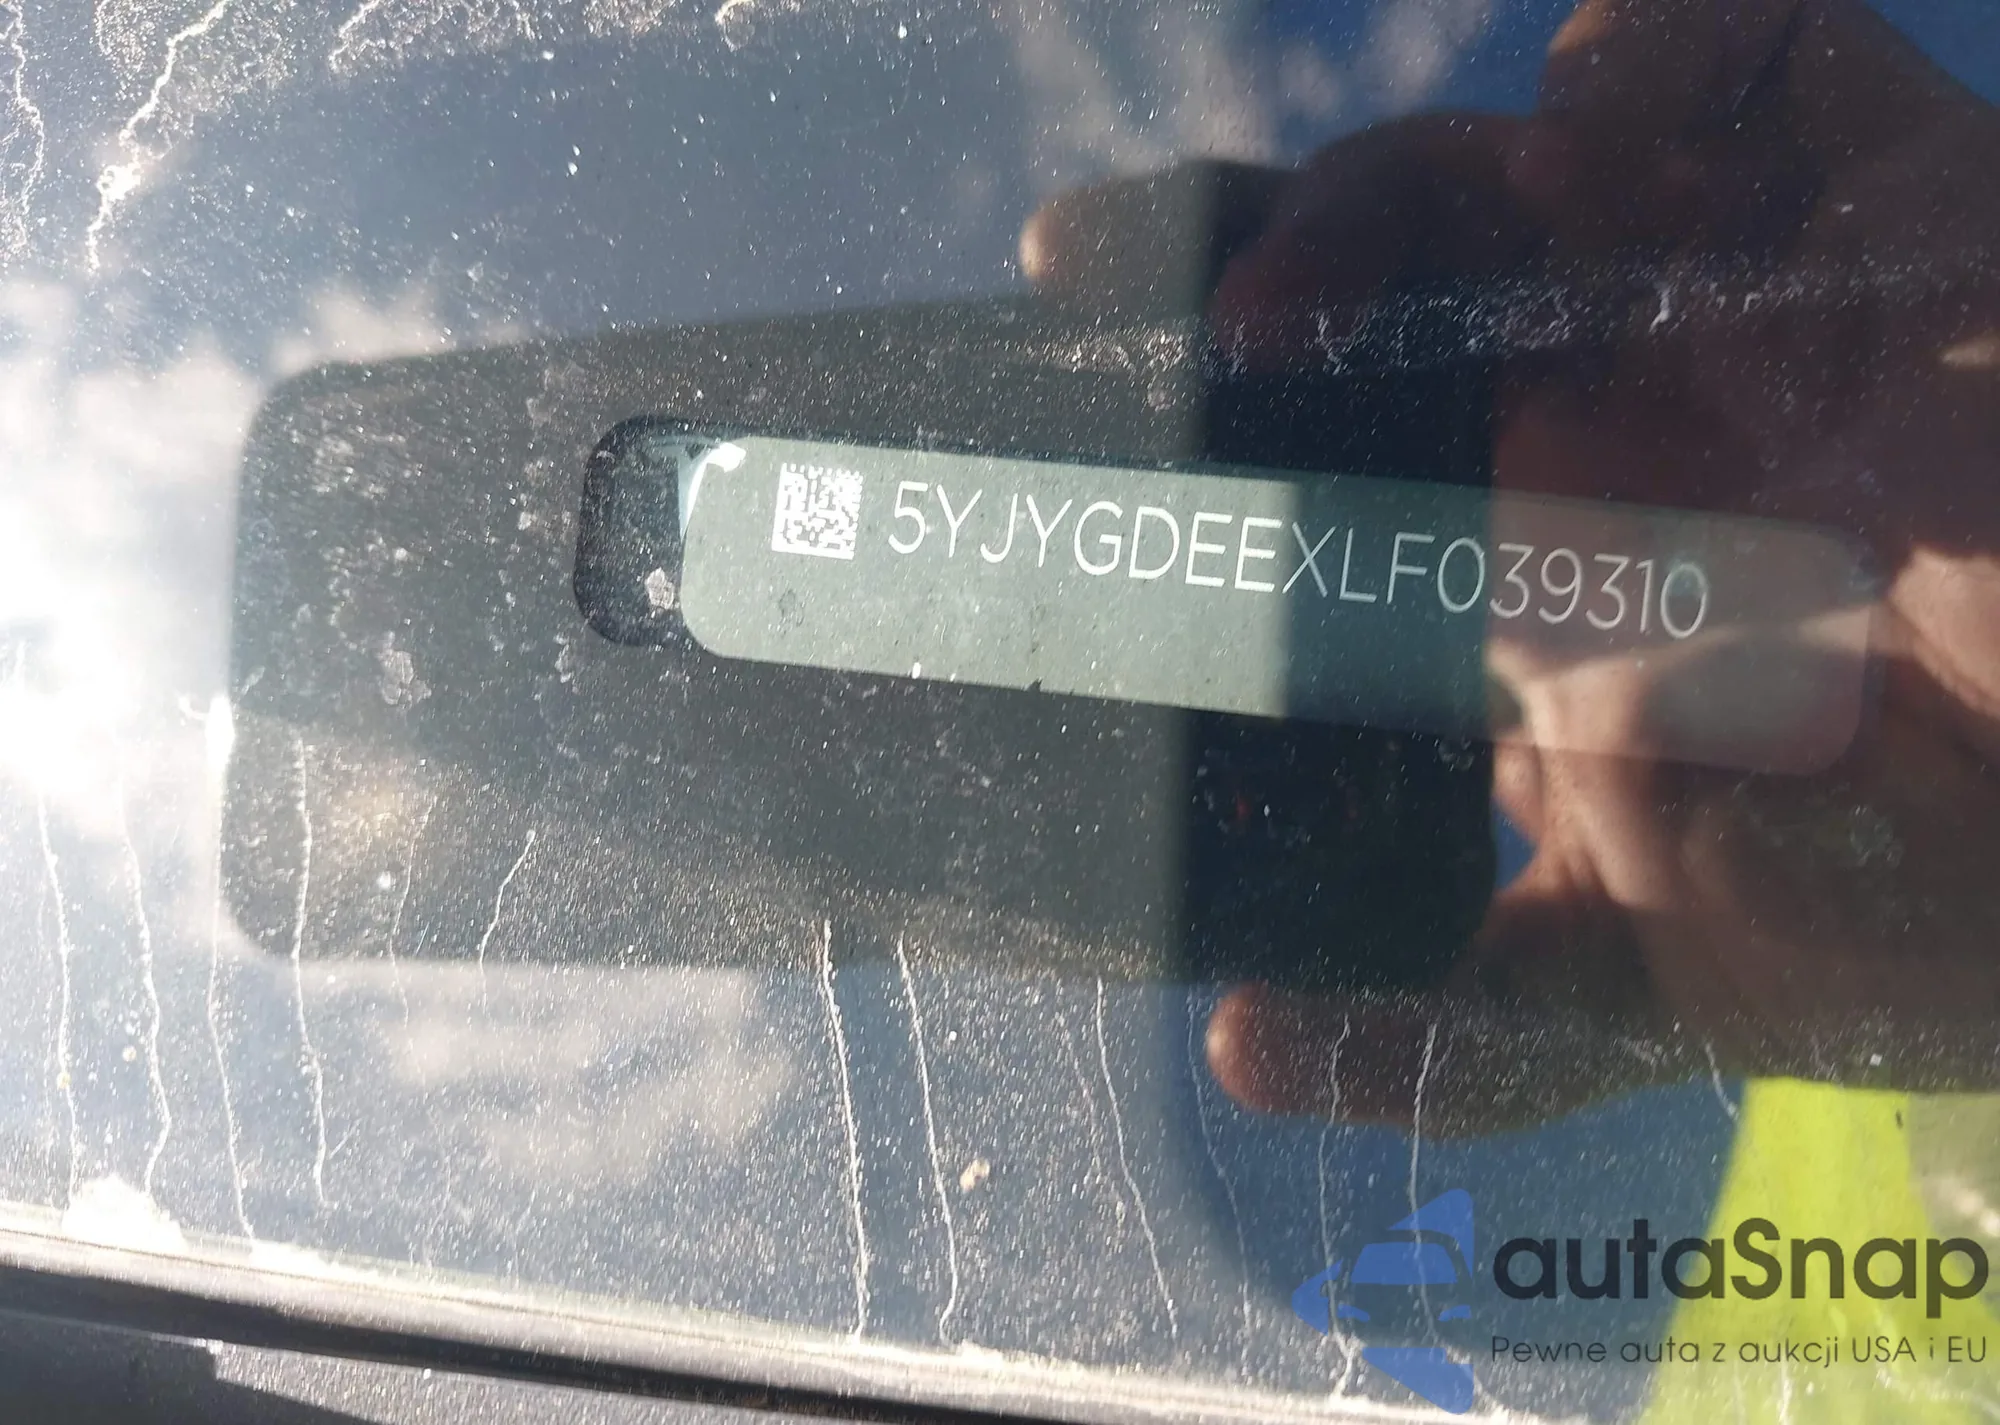 5YJYGDEEXLF039310
autaSnap
Pewne auta z aukcji USA i EU